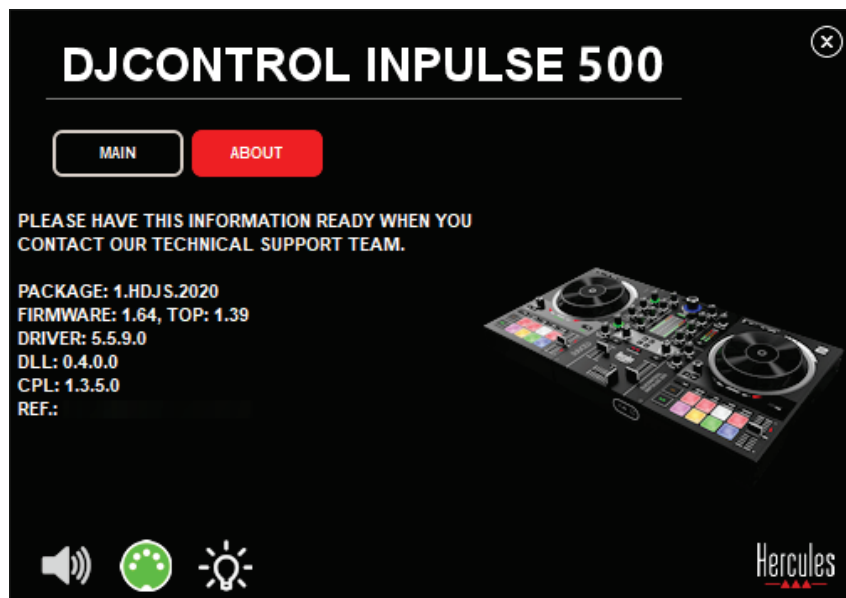 DJCONTROL INPULSE 500
MAIN
ABOUT
PLEASE HAVE THIS INFORMATION READY WHEN YOU
CONTACT OUR TECHNICAL SUPPORT TEAM.
PACKAGE: 1.HDJS.2020
FIRMWARE: 1.64, TOP: 1.39
DRIVER: 5.5.9.0
DLL: 0.4.0.0
CPL: 1.3.5.0
REF.:
Hercules